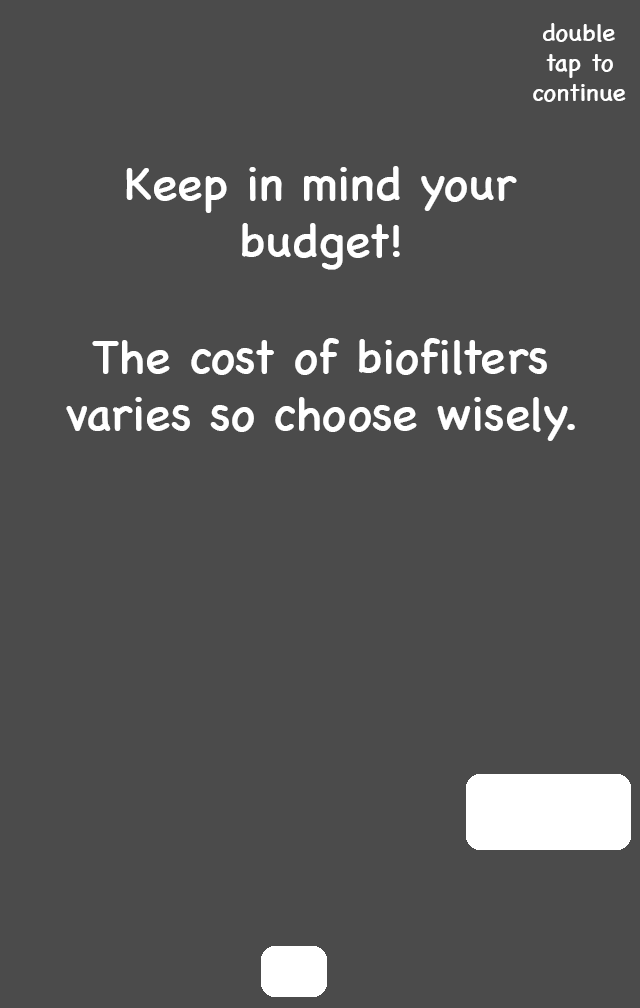 double
tap to
continue
Keep in mind your
budget!
The cost of biofilters
varies so choose wisely.